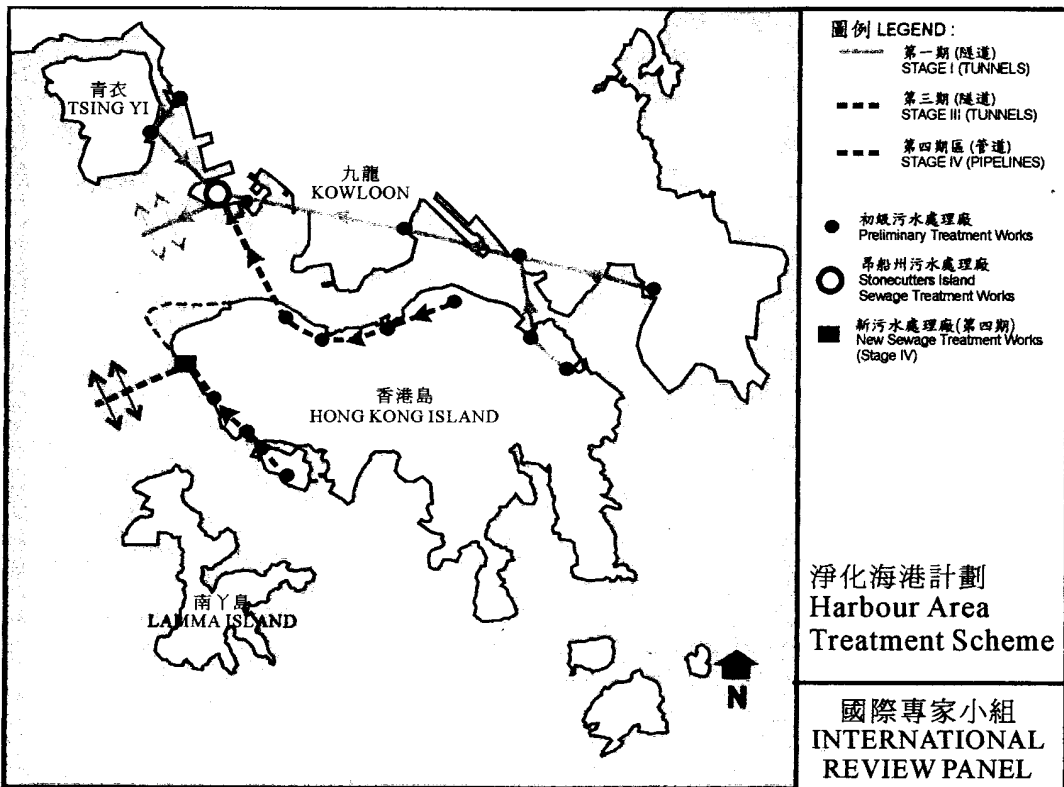 青衣
TSING YI
九龍
KOWLOON
香港島
HONG KONG ISLAND
南丫島
LAMMA ISLAND
N
圖例 LEGEND :
第一期 (隧道)
STAGE I (TUNNELS)
第三期 (隧道)
STAGE III (TUNNELS)
第四期區 (管道)
STAGE IV (PIPELINES)
初級污水處理廠
Preliminary Treatment Works
昂船州污水處理廠
Stonecutters Island
Sewage Treatment Works
新污水處理廠(第四期)
New Sewage Treatment Works
(Stage IV)
淨化海港計劃
Harbour Area
Treatment Scheme
國際專家小組
INTERNATIONAL
REVIEW PANEL